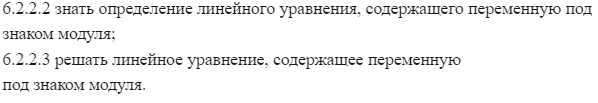 6.2.2.2 знать определение линейного уравнения, содержащего переменную под
знаком модуля;
6.2.2.3 решать линейное уравнение, содержащее переменную
под знаком модуля.